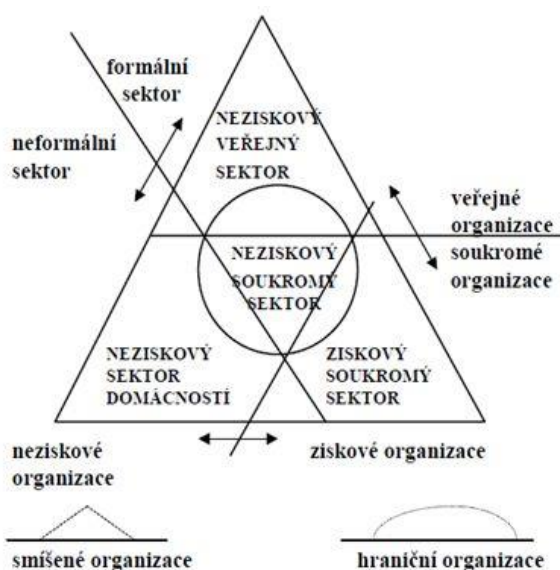 formální
sektor
neformální
sektor
NEZISKOVÝ
VEŘEJNÝ
SEKTOR
veřejné
organizace
soukromé
organizace
NEZISKOVÝ
SOUKROMÝ
SEKTOR
NEZISKOVÝ
SEKTOR
DOMÁCNOSTÍ
ZISKOVÝ
SOUKROMÝ
SEKTOR
neziskové
organizace
ziskové organizace
smíšené organizace
hraniční organizace